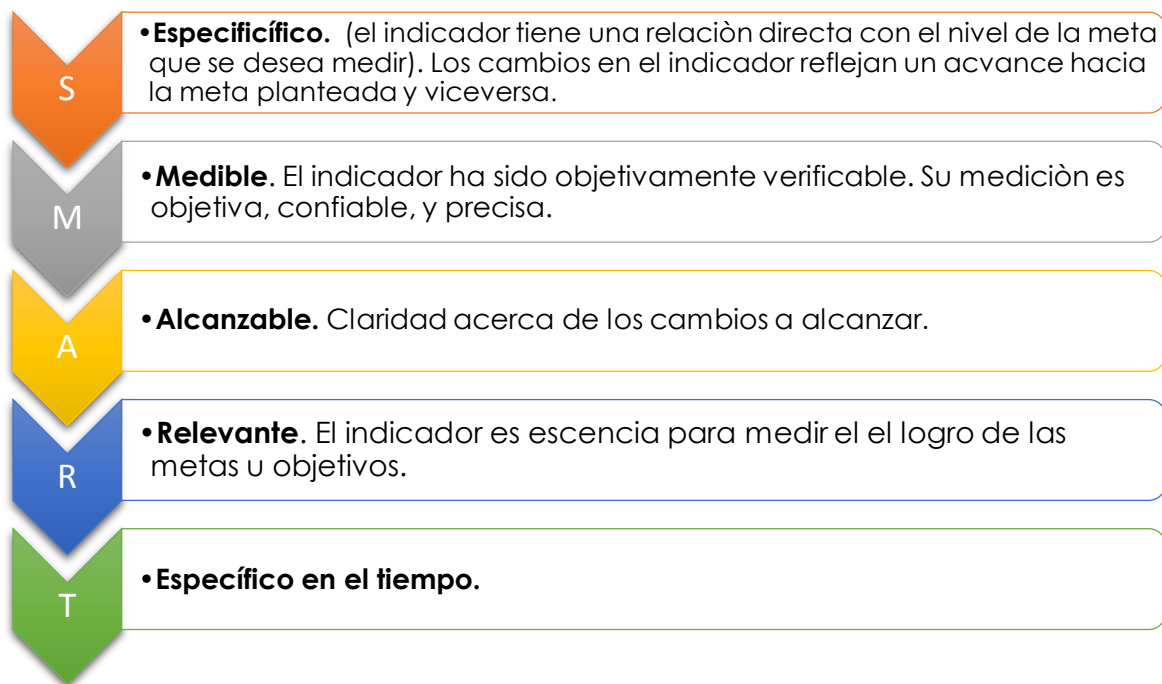 S
•Especificífico. (el indicador tiene una relaciòn directa con el nivel de la meta
que se desea medir). Los cambios en el indicador reflejan un acvance hacia
la meta planteada y viceversa.
M
•Medible. El indicador ha sido objetivamente verificable. Su mediciòn es
objetiva, confiable, y precisa.
A
•Alcanzable. Claridad acerca de los cambios a alcanzar.
R
•Relevante. El indicador es escencia para medir el el logro de las
metas u objetivos.
T
•Específico en el tiempo.